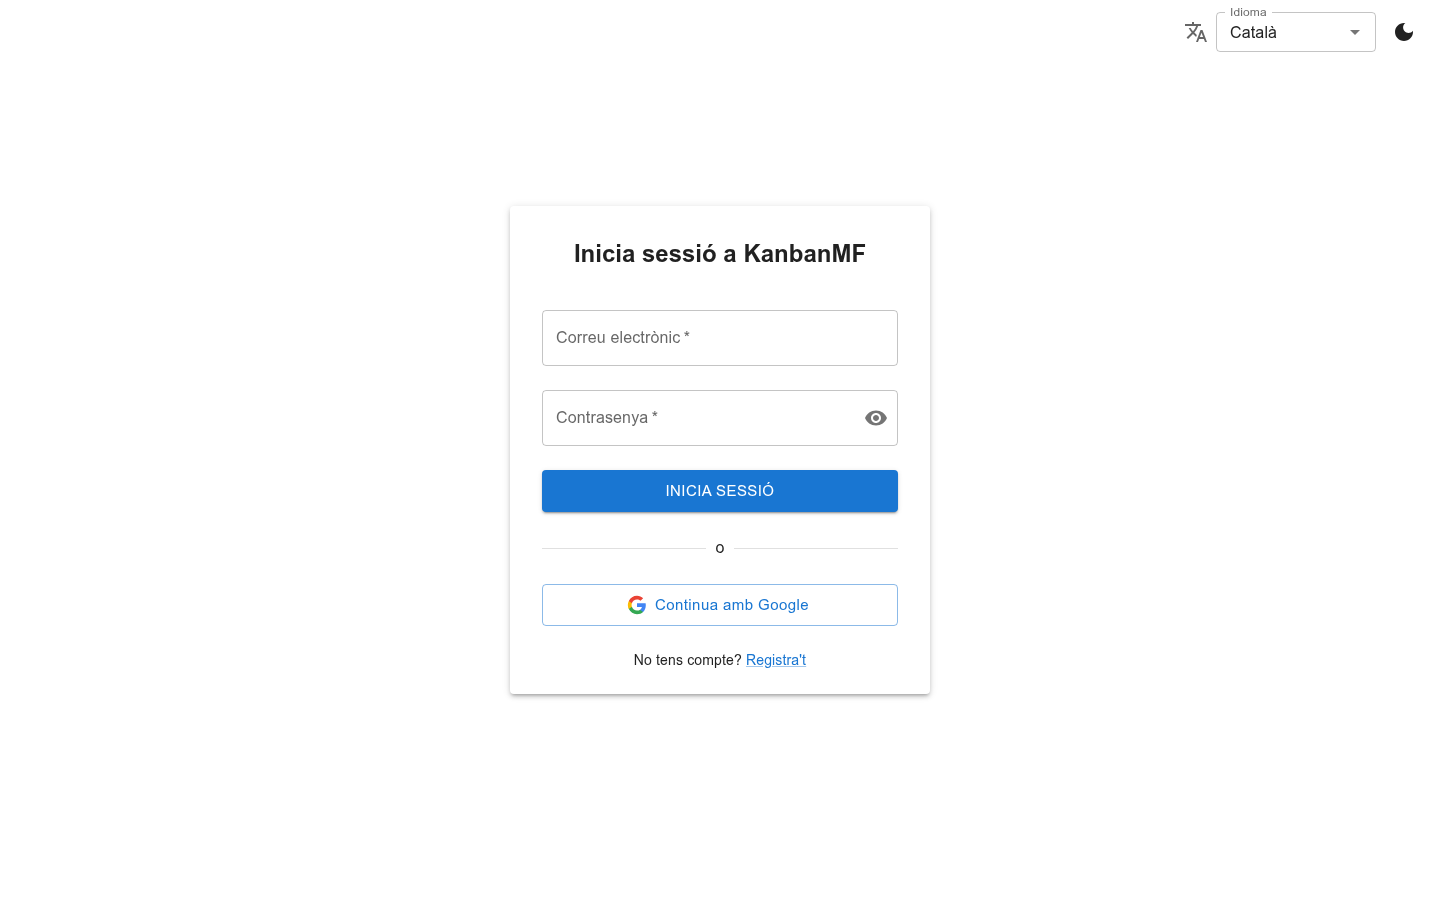 Idioma
Català
Inicia sessió a KanbanMF
Correu electrònic *
Contrasenya *
INICIA SESSIÓ
o
Continua amb Google
No tens compte? Registra't